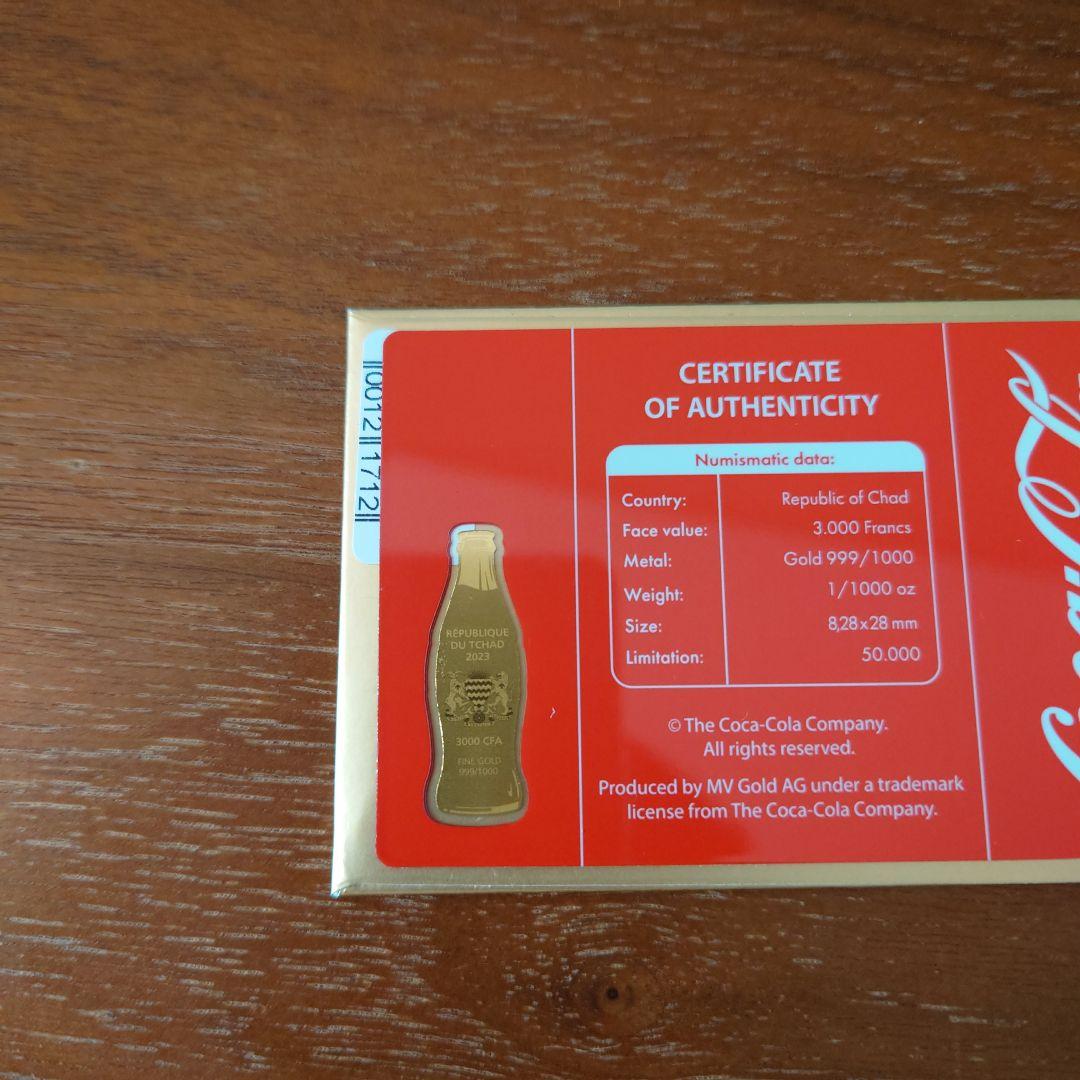 ||0012||1712||
RÉPUBLIQUE
DU TCHAD
2023
3000 CFA
FINE GOLD
999/1000
CERTIFICATE
OF AUTHENTICITY
Numismatic data:
Country: Republic of Chad
Face value: 3.000 Francs
Metal: Gold 999/1000
Weight: 1/1000 oz
Size: 8,28x28 mm
Limitation: 50.000
© The Coca-Cola Company.
All rights reserved.
Produced by MV Gold AG under a trademark
license from The Coca-Cola Company.